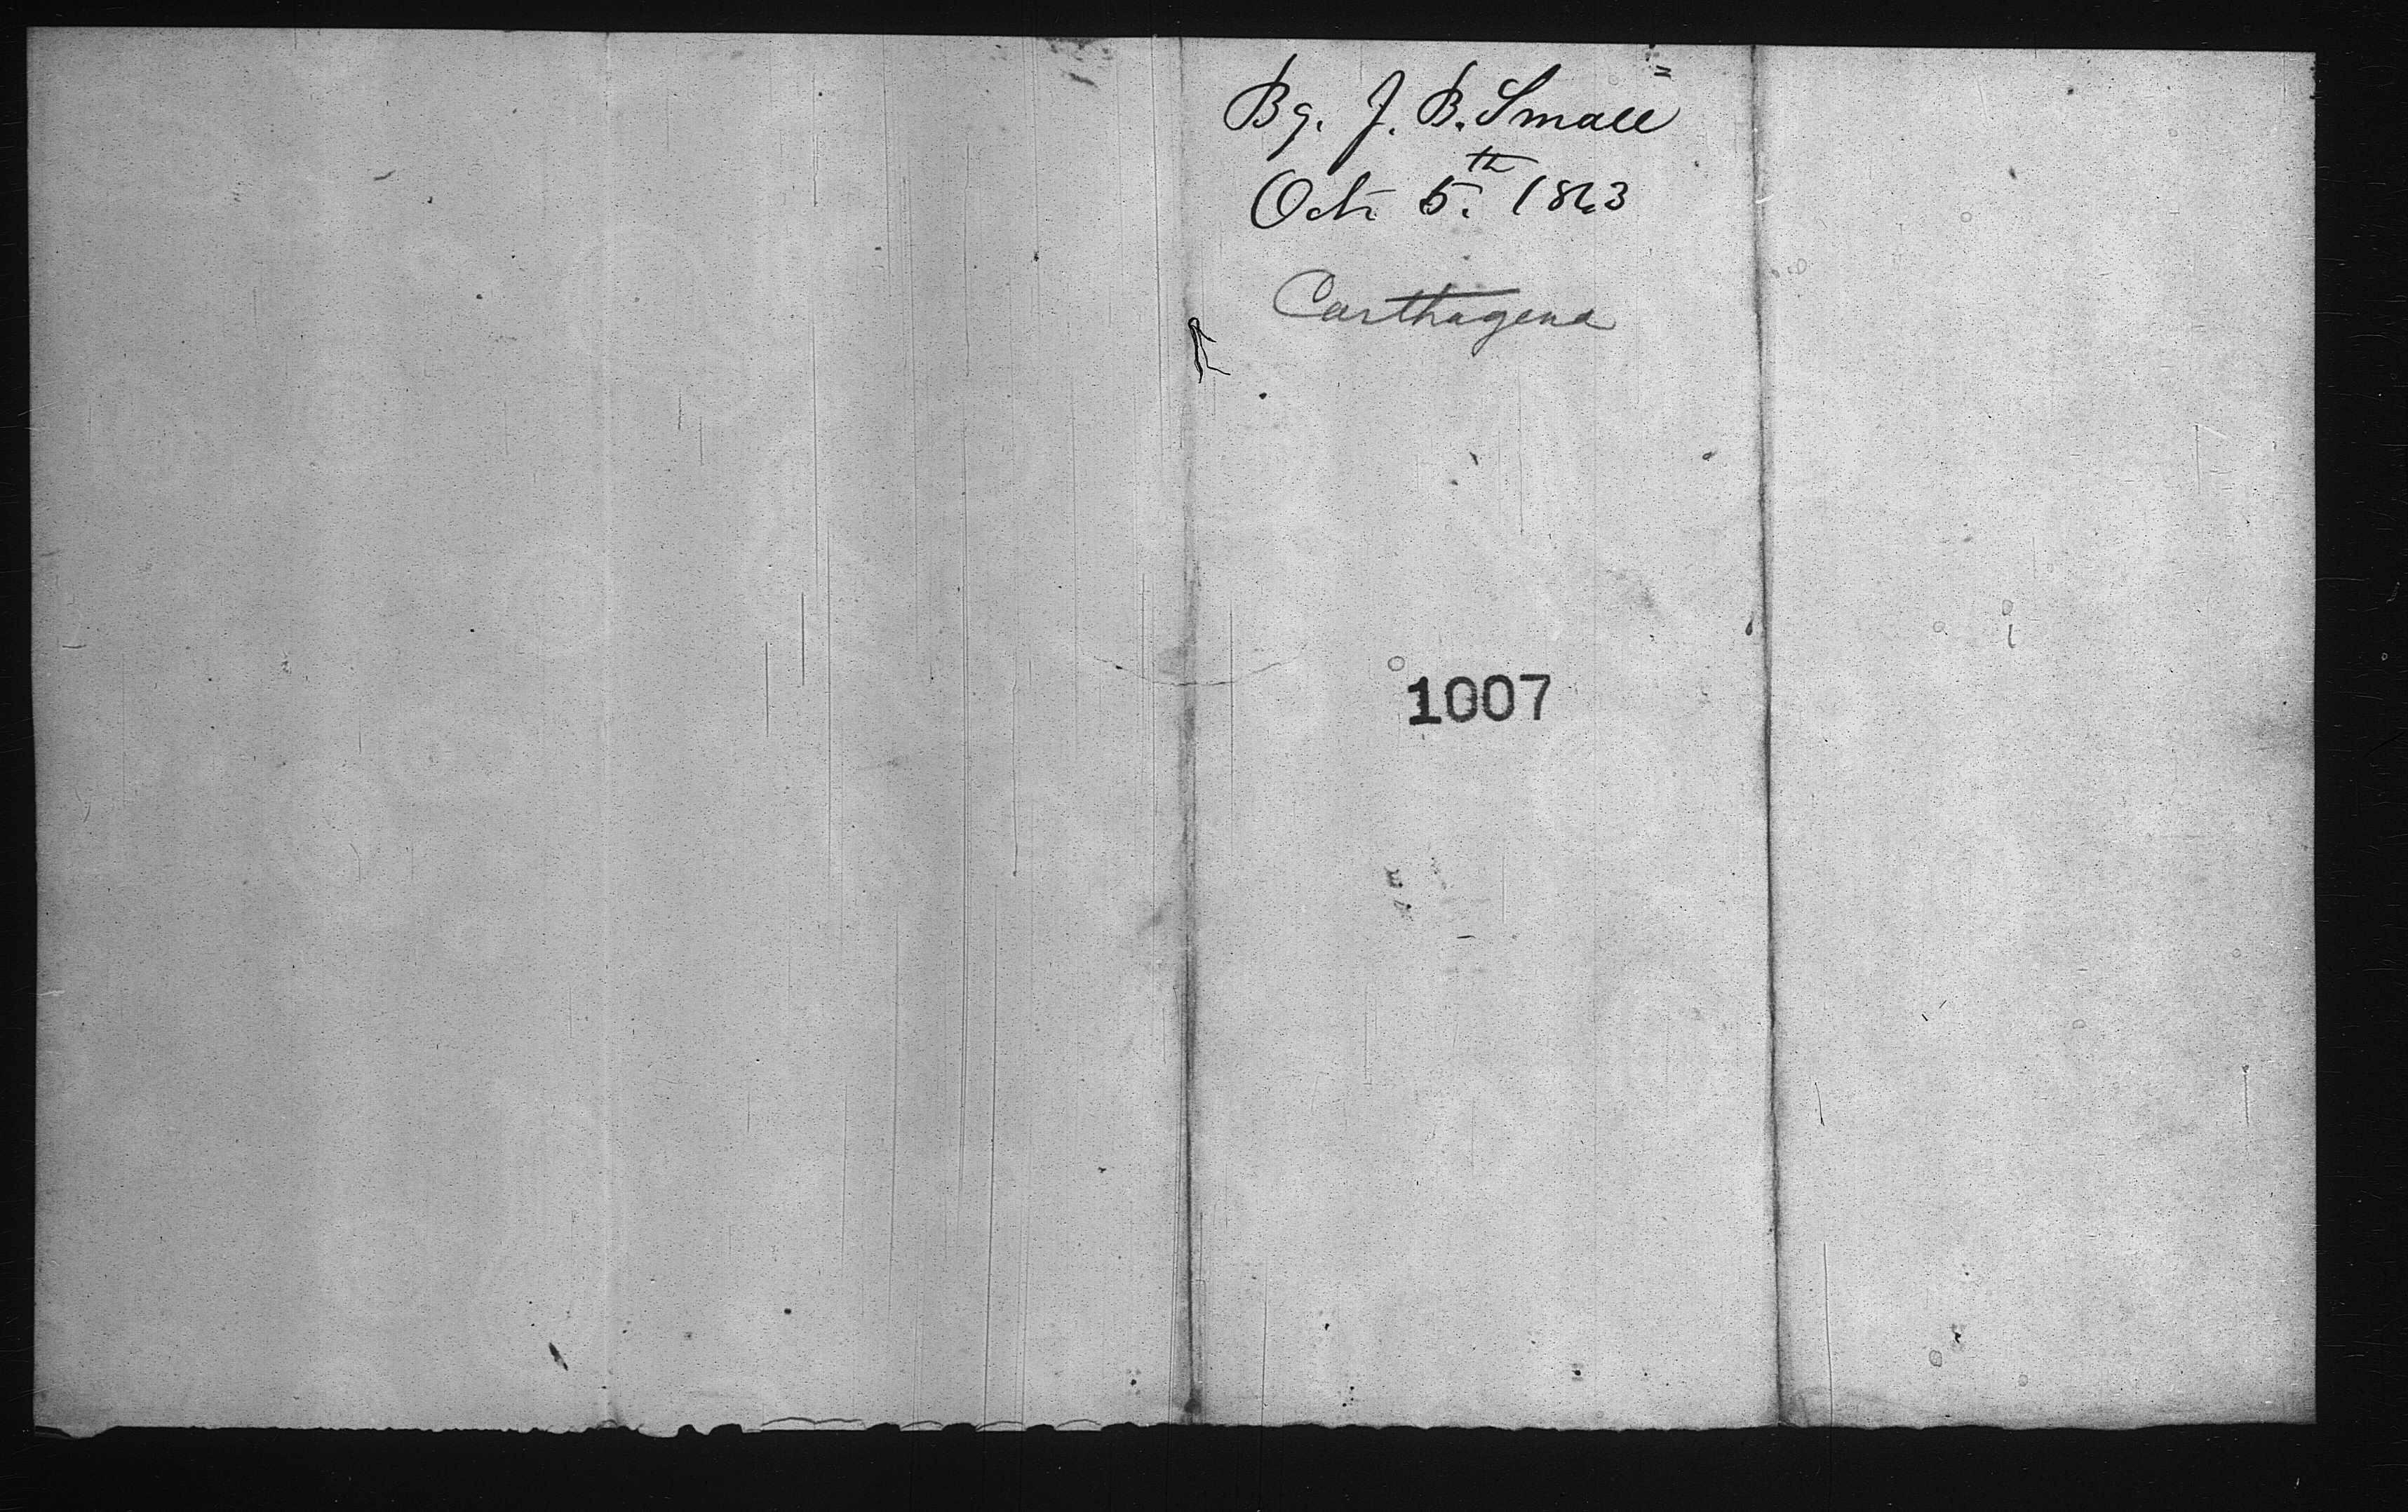 Bg. J. B. Small
Oct. 5th. 1863
Carthagena
1007